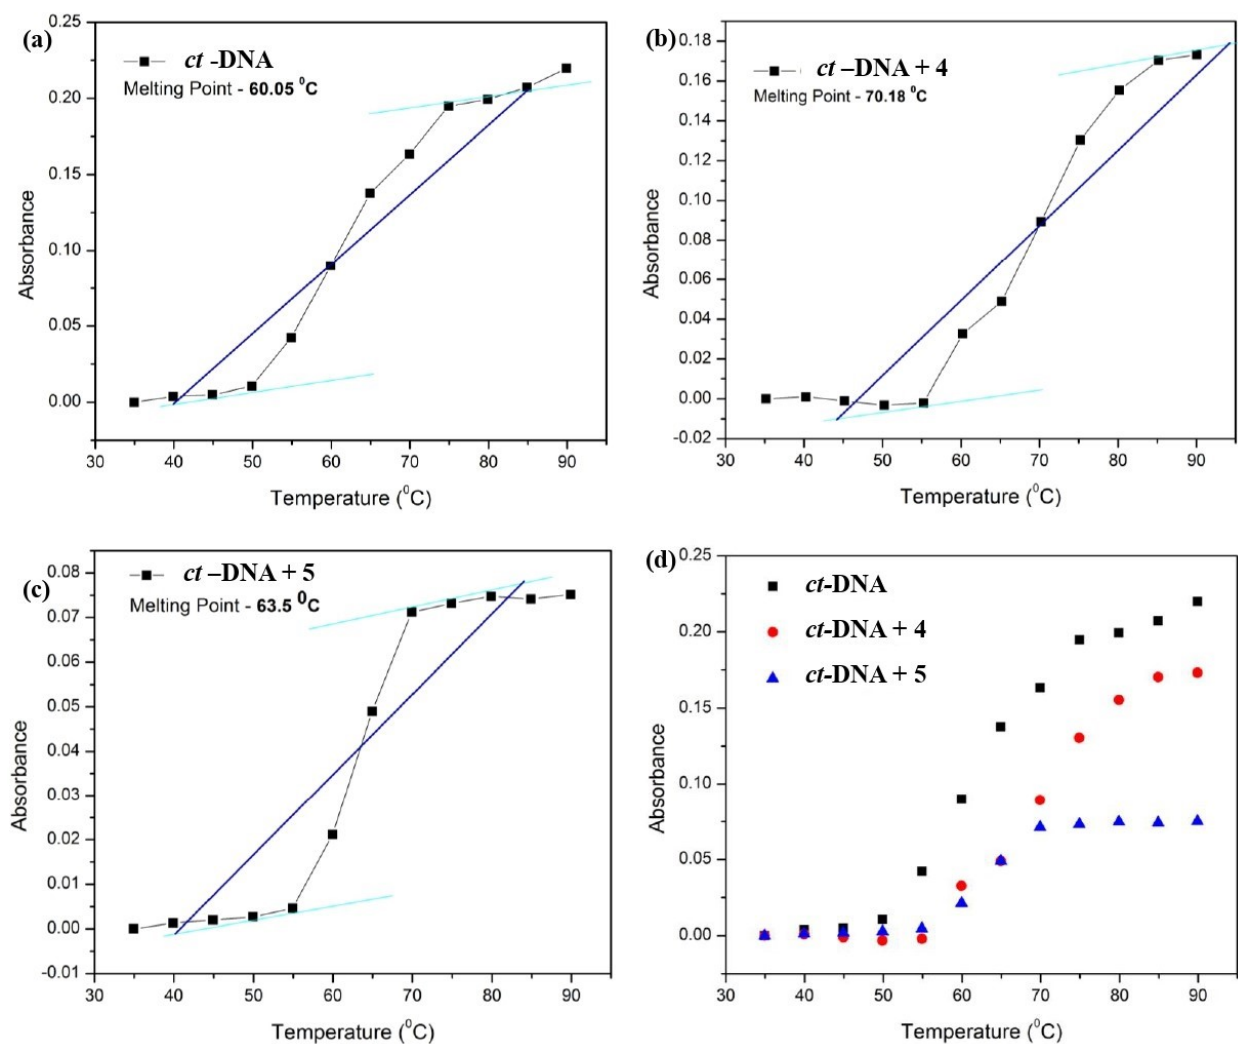 (a)
ct -DNA
Melting Point - 60.05 ⁰C
0.25
0.20
0.15
0.10
0.05
0.00
Absorbance
30 40 50 60 70 80 90
Temperature (⁰C)
(b)
ct –DNA + 4
Melting Point - 70.18 ⁰C
0.18
0.16
0.14
0.12
0.10
0.08
0.06
0.04
0.02
0.00
-0.02
Absorbance
30 40 50 60 70 80 90
Temperature (⁰C)
(c)
ct –DNA + 5
Melting Point - 63.5 ⁰C
0.08
0.07
0.06
0.05
0.04
0.03
0.02
0.01
0.00
-0.01
Absorbance
30 40 50 60 70 80 90
Temperature (⁰C)
(d)
ct-DNA
ct-DNA + 4
ct-DNA + 5
0.25
0.20
0.15
0.10
0.05
0.00
Absorbance
30 40 50 60 70 80 90
Temperature (⁰C)